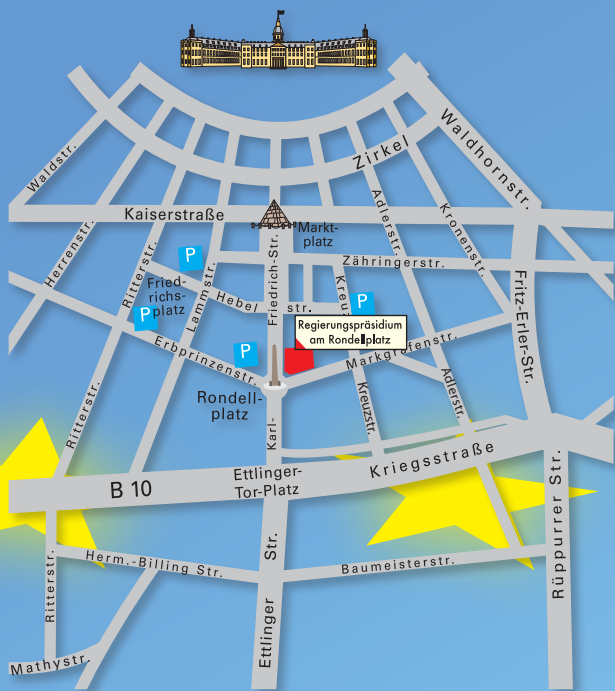 Waldstr.
Zirkel
Waldhornstr.
Kaiserstraße
Markt-
platz
Adlerstr.
Kronenstr.
Herrenstr.
Ritterstr.
P
Lammstr.
Friedrich-Str.
Zähringerstr.
Fried-
richs-
platz
P
Hebel str.
Kreuz
P
Fritz-Erler-Str.
Regierungspräsidium
am Rondellplatz
Erbprinzenstr.
P
Markgrafenstr.
Rondell-
platz
Karl-
Kreuzstr.
Adlerstr.
Ritterstr.
Kriegsstraße
B 10
Ettlinger-
Tor-Platz
Rüppurrer Str.
Herm.-Billing Str.
Baumeisterstr.
Ritterstr.
Ettlinger Str.
Mathystr.